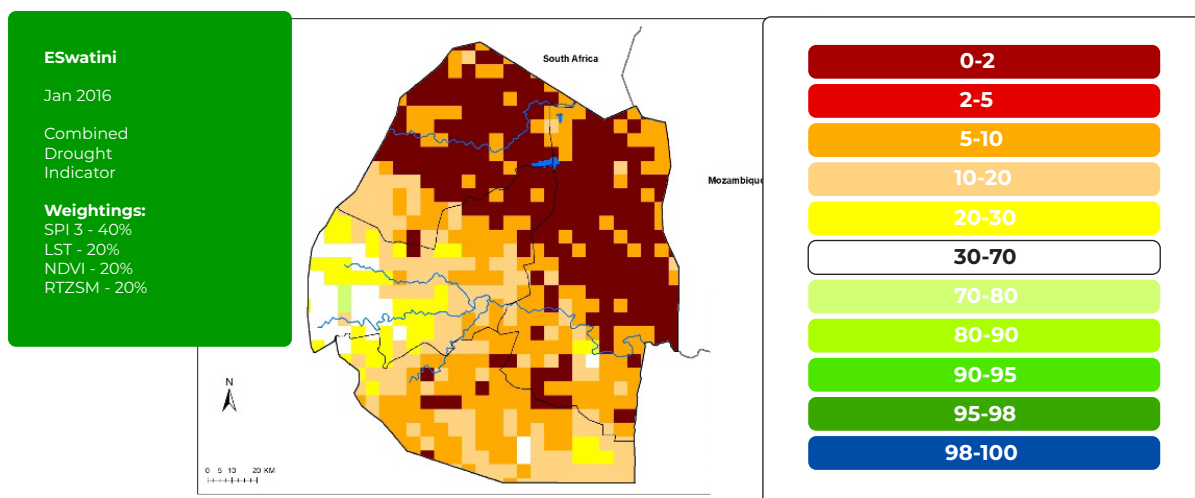 ESwatini
Jan 2016
Combined
Drought
Indicator
Weightings:
SPI 3 - 40%
LST - 20%
NDVI - 20%
RTZSM - 20%
South Africa
Mozambique
N
0 5 10 20 KM
0-2
2-5
5-10
10-20
20-30
30-70
70-80
80-90
90-95
95-98
98-100